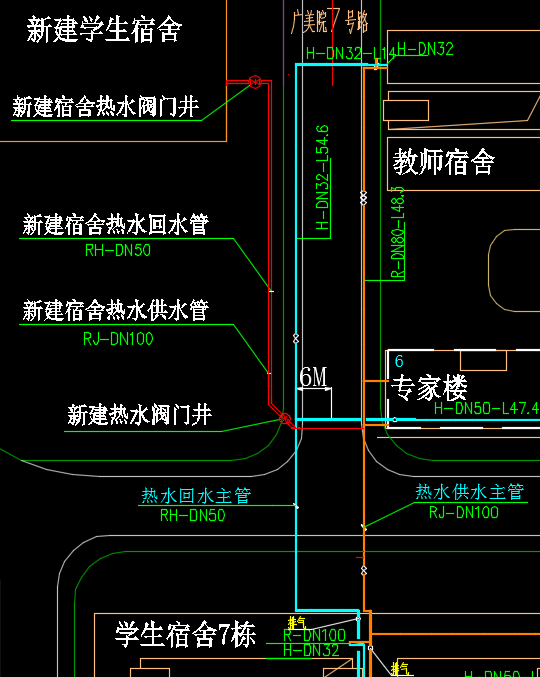 新建学生宿舍
广美院7号路
H-DN32-L14
H-DN32
新建宿舍热水阀门井
H-DN32-L54.6
教师宿舍
R-DN80-L48.3
新建宿舍热水回水管
RH-DN50
新建宿舍热水供水管
RJ-DN100
6
6M
专家楼
H-DN50-L47.4
新建热水阀门井
热水回水主管
RH-DN50
热水供水主管
RJ-DN100
排气
学生宿舍7栋
R-DN100
H-DN32
排气